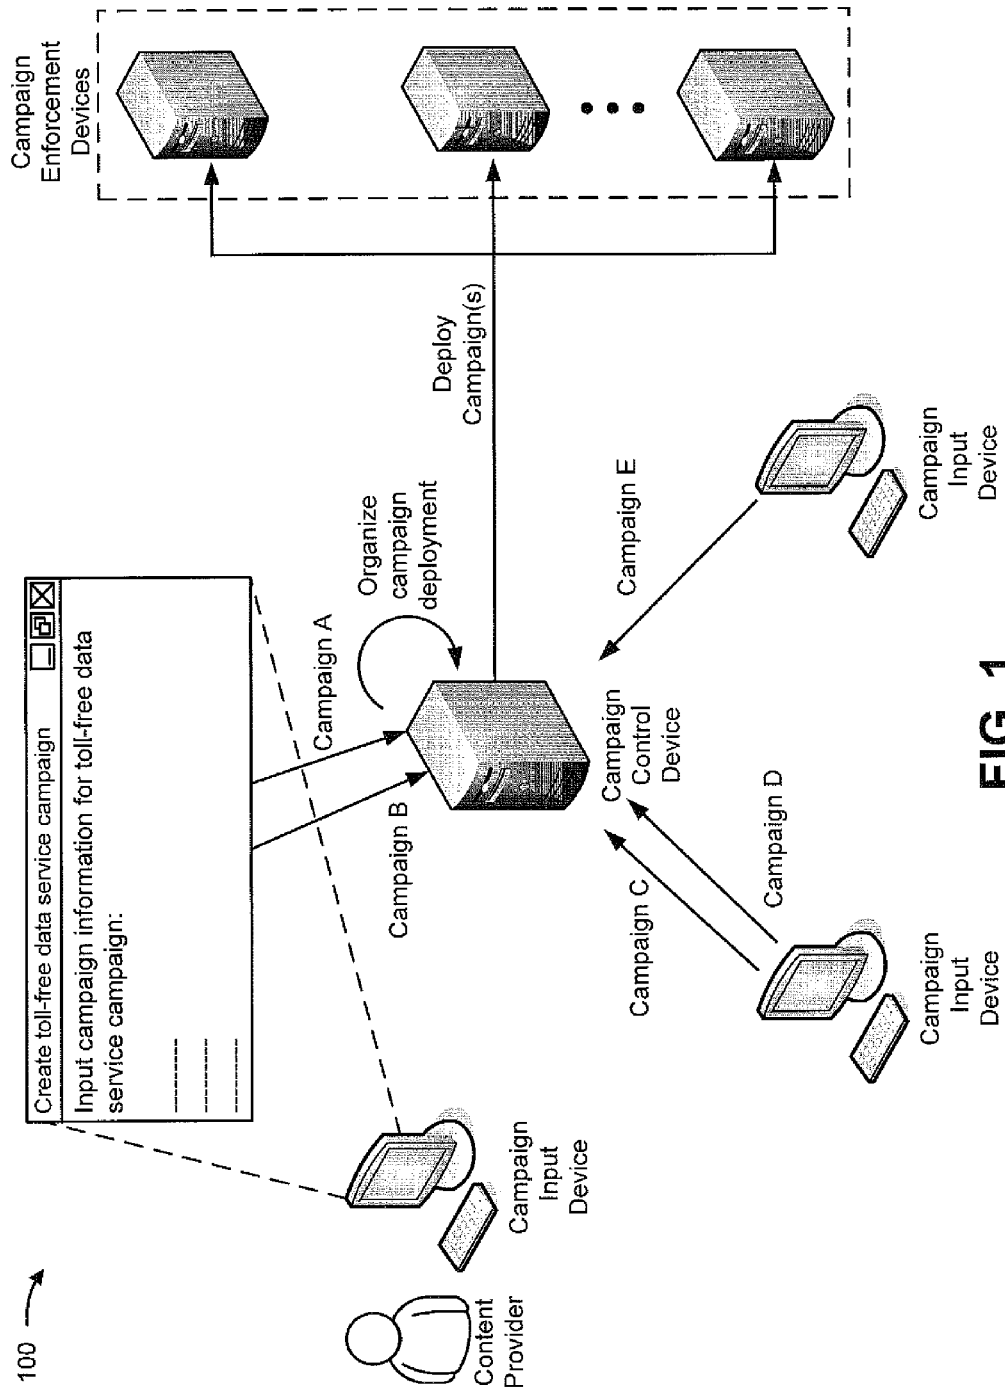 100
Content
Provider
Campaign
Input
Device
Create toll-free data service campaign
Input campaign information for toll-free data
service campaign:
Campaign A
Campaign B
Organize
campaign
deployment
Campaign
Control
Device
Campaign C
Campaign D
Campaign
Input
Device
Campaign E
Campaign
Input
Device
Deploy
Campaign(s)
Campaign
Enforcement
Devices
FIG. 1